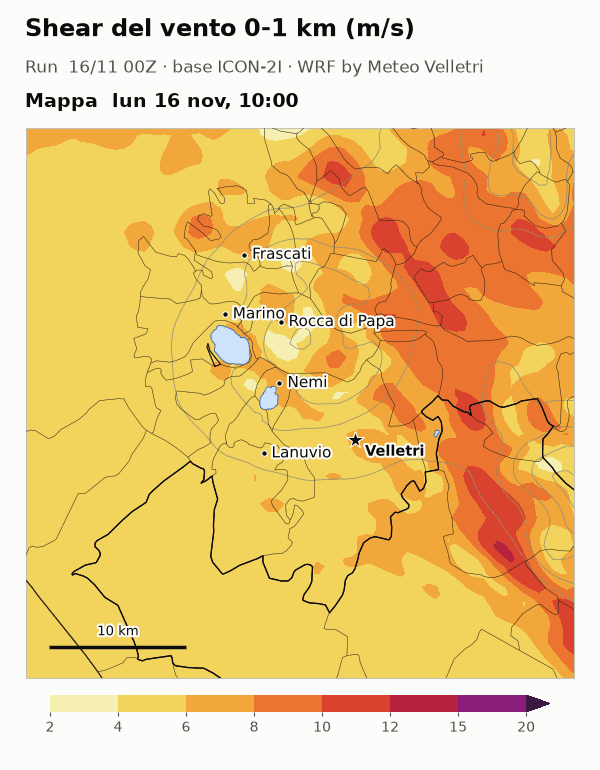 Shear del vento 0-1 km (m/s)
Run  16/11 00Z · base ICON-2I · WRF by Meteo Velletri
Mappa  lun 16 nov, 10:00
Frascati
Marino
Rocca di Papa
Nemi
Velletri
Lanuvio
10 km
2 4 6 8 10 12 15 20